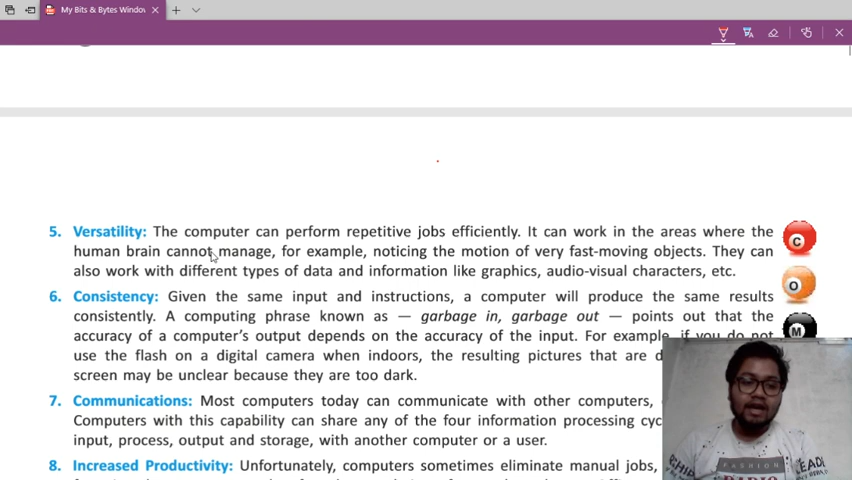 My Bits & Bytes Window
5. Versatility: The computer can perform repetitive jobs efficiently. It can work in the areas where the
human brain cannot manage, for example, noticing the motion of very fast-moving objects. They can
also work with different types of data and information like graphics, audio-visual characters, etc.
C
6. Consistency: Given the same input and instructions, a computer will produce the same results
O
consistently. A computing phrase known as — garbage in, garbage out — points out that the
M
accuracy of a computer's output depends on the accuracy of the input. For example, if you do not
use the flash on a digital camera when indoors, the resulting pictures that are
screen may be unclear because they are too dark.
7. Communications: Most computers today can communicate with other computers,
Computers with this capability can share any of the four information processing
input, process, output and storage, with another computer or a user.
8. Increased Productivity: Unfortunately, computers sometimes eliminate manual jobs,
FASHION